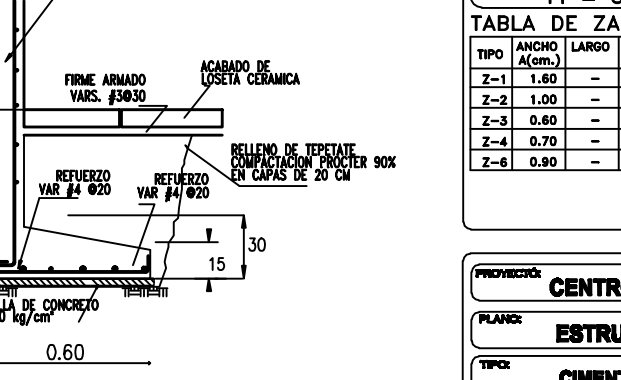 ACABADO DE
LOSETA CERAMICA
FIRME ARMADO
VARS. #3@30
RELLENO DE TEPETATE
COMPACTACION PROCTER 90%
EN CAPAS DE 20 CM
REFUERZO
VAR #4 @20
REFUERZO
VAR #4 @20
30
15
DE CONCRETO
kg/cm²
0.60
TABLA DE ZA
TIPO ANCHO A(cm.) LARGO
Z-1 1.60 -
Z-2 1.00 -
Z-3 0.60 -
Z-4 0.70 -
Z-6 0.90 -
PROYECTO:
CENTR
PLANO:
ESTRU
TIPO:
CIMENT